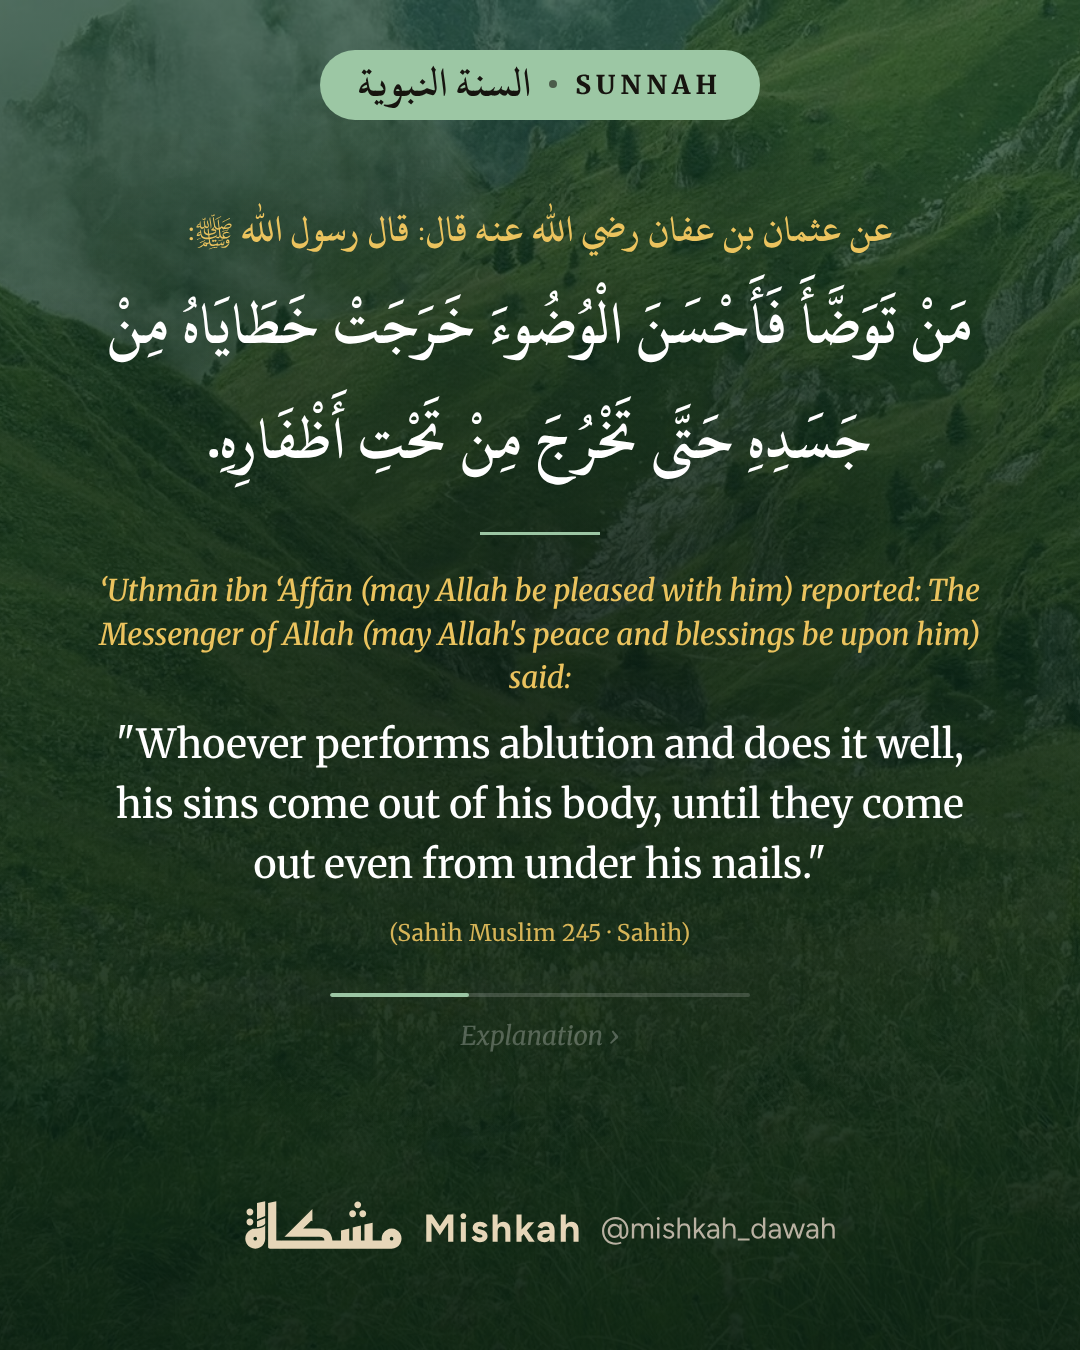 السنة النبوية • SUNNAH
عن عثمان بن عفان رضي الله عنه قال: قال رسول الله ﷺ:
مَنْ تَوَضَّأَ فَأَحْسَنَ الْوُضُوءَ خَرَجَتْ خَطَايَاهُ مِنْ
جَسَدِهِ حَتَّى تَخْرُجَ مِنْ تَحْتِ أَظْفَارِهِ.
‘Uthmān ibn ‘Affān (may Allah be pleased with him) reported: The
Messenger of Allah (may Allah's peace and blessings be upon him)
said:
"Whoever performs ablution and does it well,
his sins come out of his body, until they come
out even from under his nails."
(Sahih Muslim 245 · Sahih)
Explanation ›
مشكاة Mishkah @mishkah_dawah